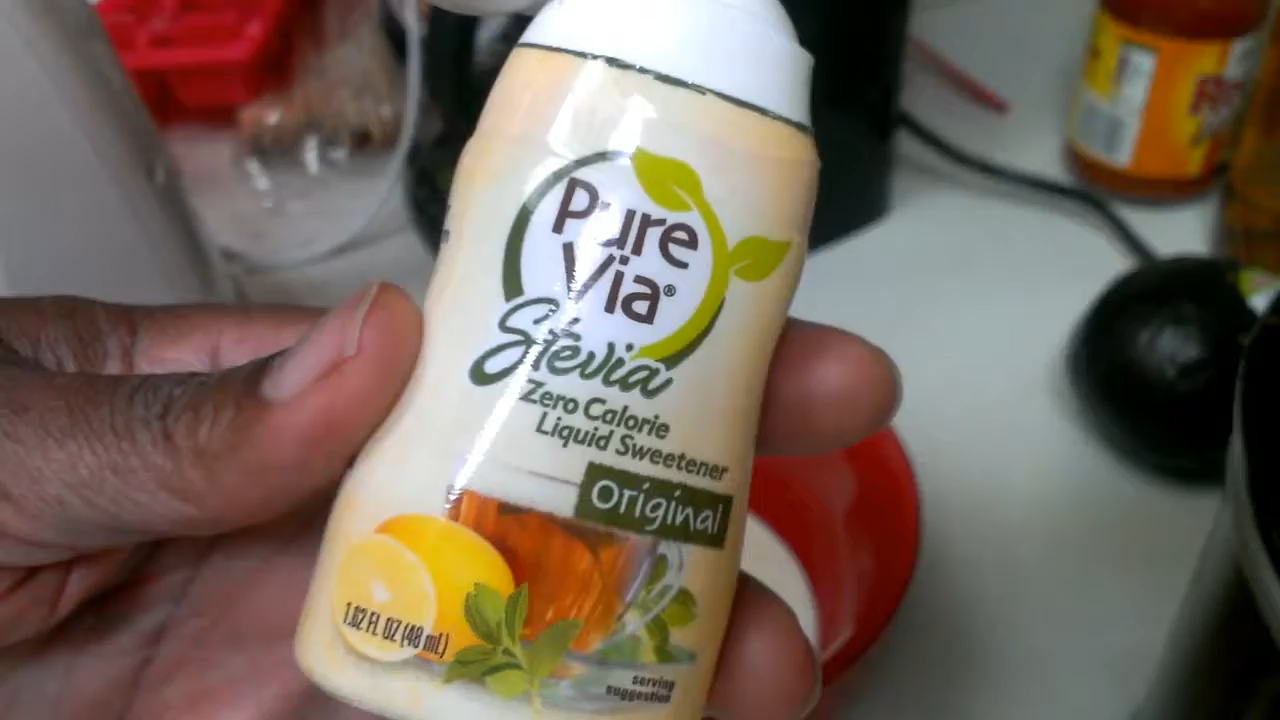 Pure
Via®
Stevia
Zero Calorie
Liquid Sweetener
Original
1.62 FL OZ (48 mL)
serving
suggestion